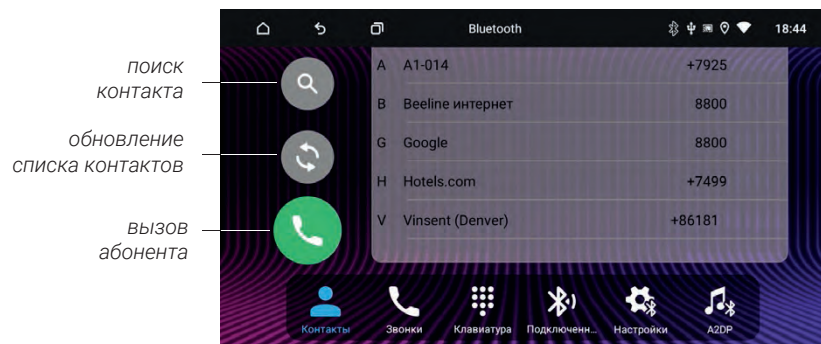 Bluetooth
18:44
поиск
контакта
обновление
списка контактов
вызов
абонента
A A1-014 +7925
B Beeline интернет 8800
G Google 8800
H Hotels.com +7499
V Vinsent (Denver) +86181
Контакты Звонки Клавиатура Подключенн... Настройки A2DP